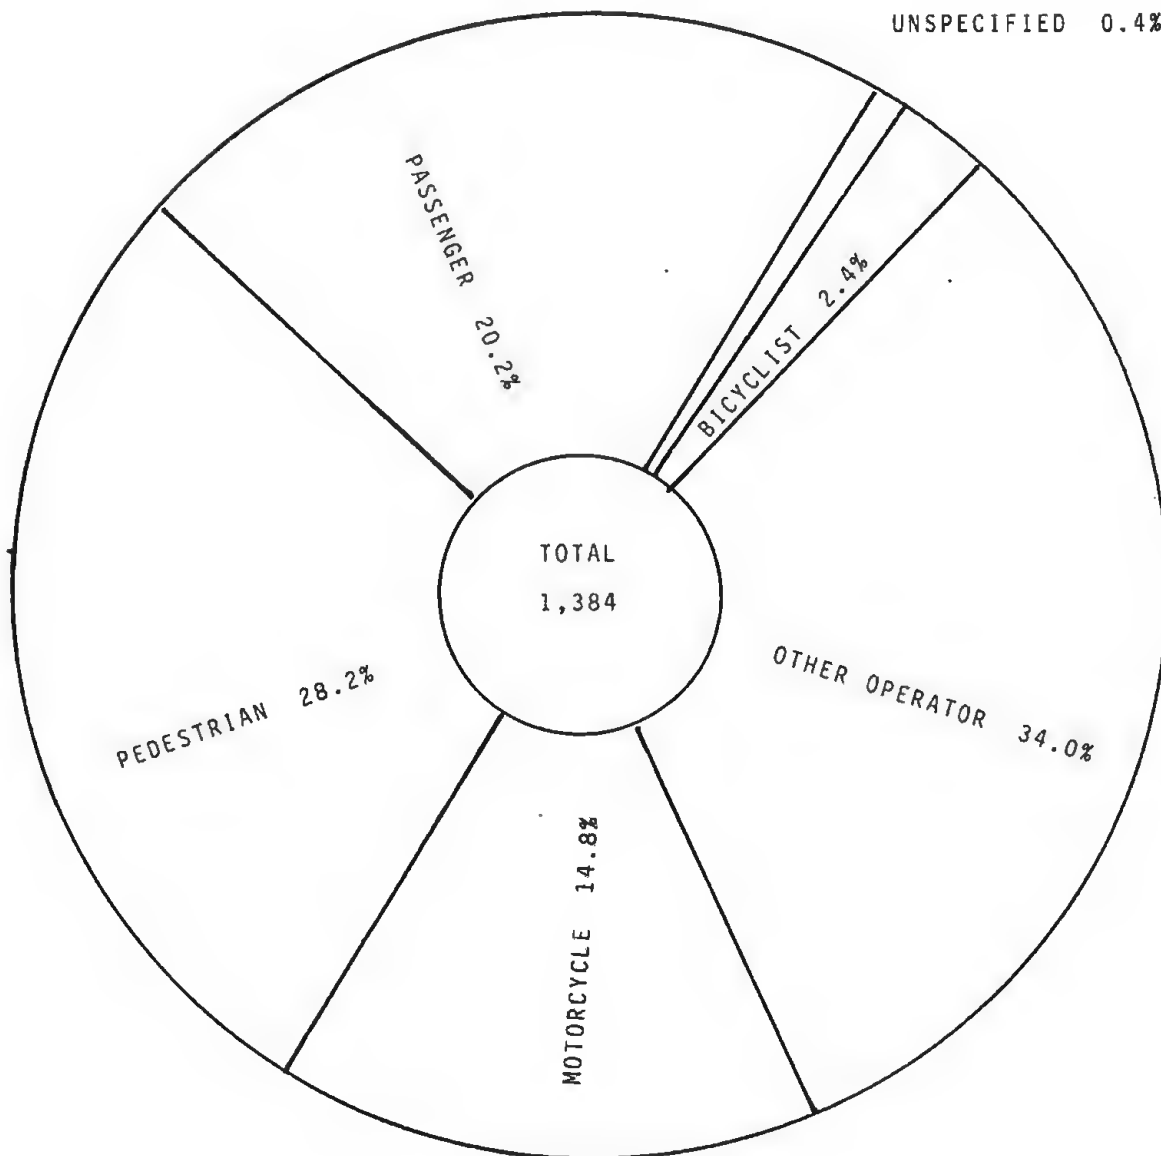 UNSPECIFIED 0.4%
PASSENGER 20.2%
BICYCLIST 2.4%
TOTAL
1,384
OTHER OPERATOR 34.0%
PEDESTRIAN 28.2%
MOTORCYCLE 14.8%